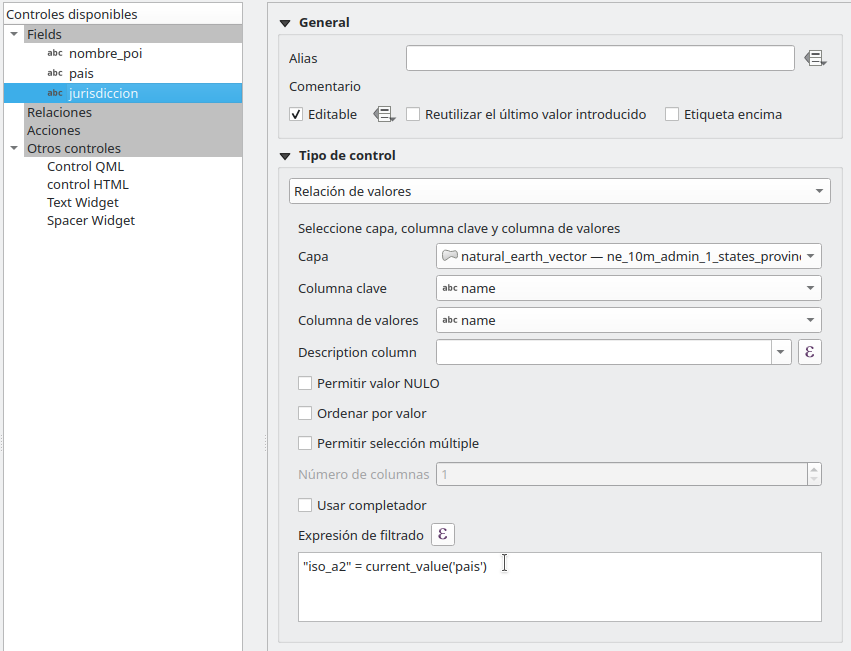 Controles disponibles
Fields
abc nombre_poi
abc pais
abc jurisdiccion
Relaciones
Acciones
Otros controles
Control QML
control HTML
Text Widget
Spacer Widget
General
Alias
Comentario
Editable
Reutilizar el último valor introducido
Etiqueta encima
Tipo de control
Relación de valores
Seleccione capa, columna clave y columna de valores
Capa
natural_earth_vector — ne_10m_admin_1_states_provin
Columna clave
abc name
Columna de valores
abc name
Description column
ε
Permitir valor NULO
Ordenar por valor
Permitir selección múltiple
Número de columnas
1
Usar completador
Expresión de filtrado
ε
"iso_a2" = current_value('pais')